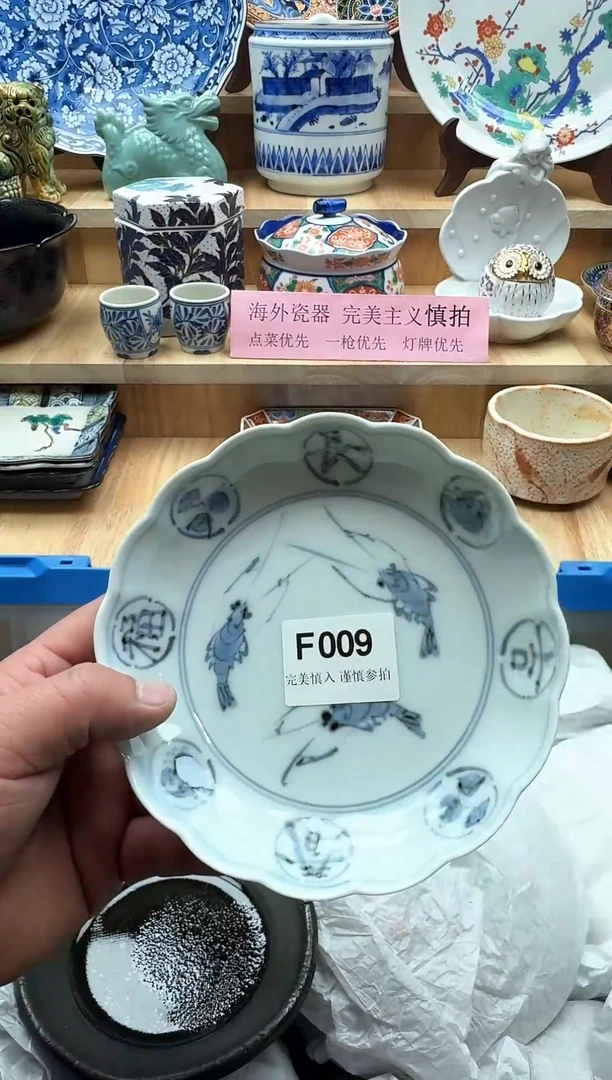 海外瓷器 完美主义慎拍
点菜优先 一枪优先 灯牌优先
F009
完美慎入 谨慎参拍
福